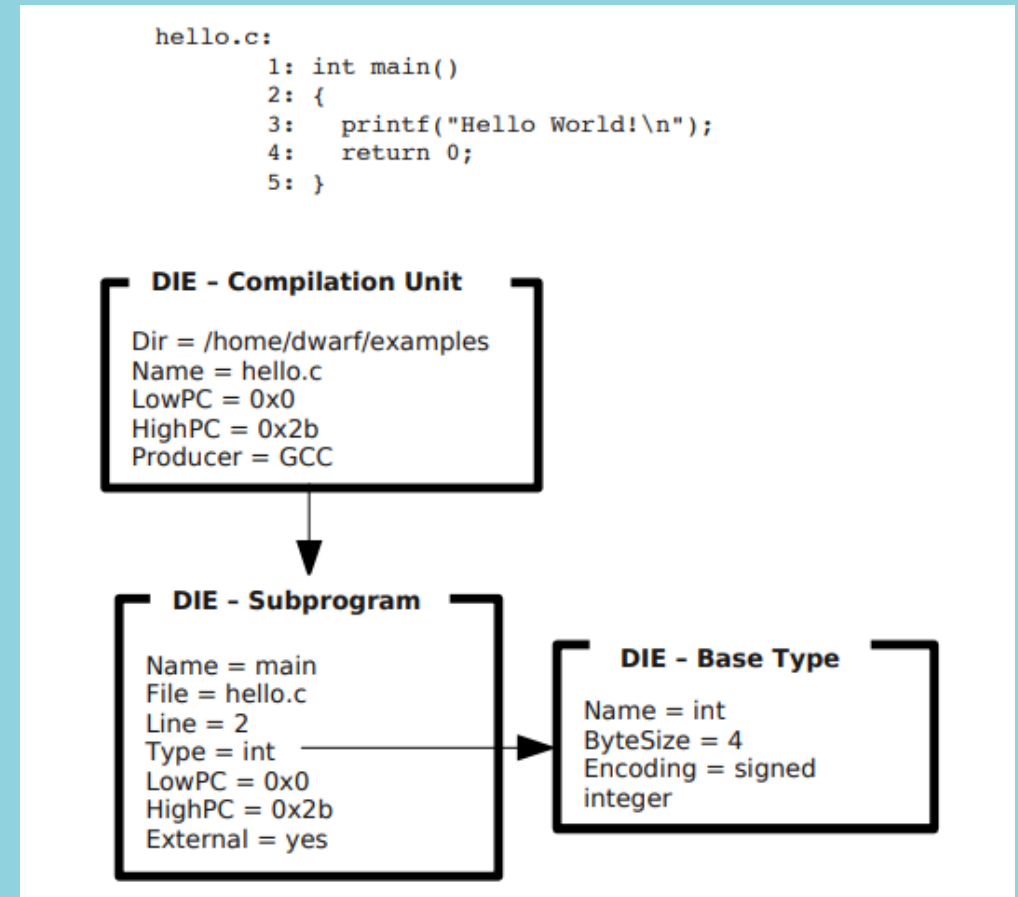 hello.c:
1: int main()
2: {
3:   printf("Hello World!\n");
4:   return 0;
5: }
DIE – Compilation Unit
Dir = /home/dwarf/examples
Name = hello.c
LowPC = 0x0
HighPC = 0x2b
Producer = GCC
DIE – Subprogram
Name = main
File = hello.c
Line = 2
Type = int
LowPC = 0x0
HighPC = 0x2b
External = yes
DIE – Base Type
Name = int
ByteSize = 4
Encoding = signed
integer